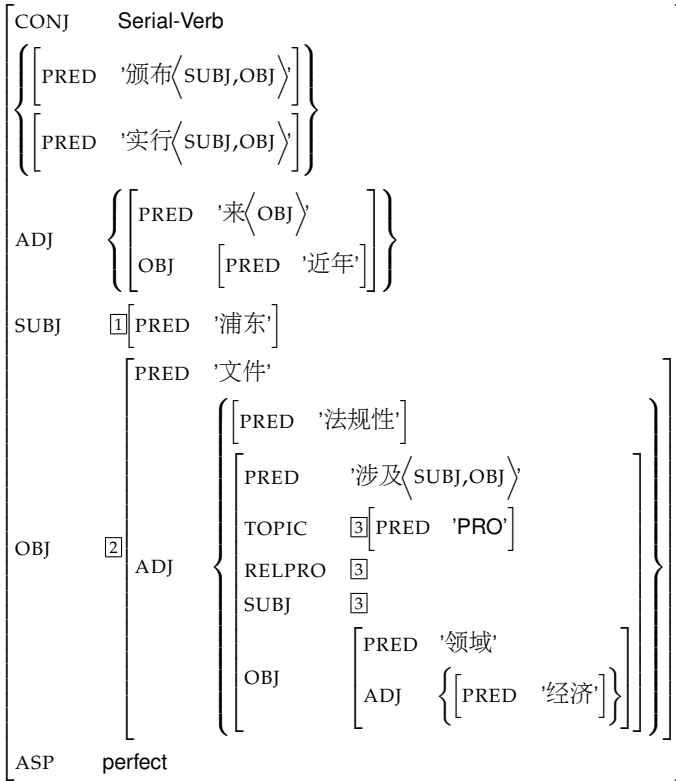 CONJ Serial-Verb
PRED '颁布⟨SUBJ,OBJ⟩'
PRED '实行⟨SUBJ,OBJ⟩'
PRED '来⟨OBJ⟩'
ADJ
OBJ [PRED '近年']
SUBJ 1 [PRED '浦东']
PRED '文件'
[PRED '法规性']
PRED '涉及⟨SUBJ,OBJ⟩'
TOPIC 3 [PRED 'PRO']
OBJ 2 ADJ
RELPRO 3
SUBJ 3
PRED '领域'
OBJ
ADJ {[PRED '经济']}
ASP perfect